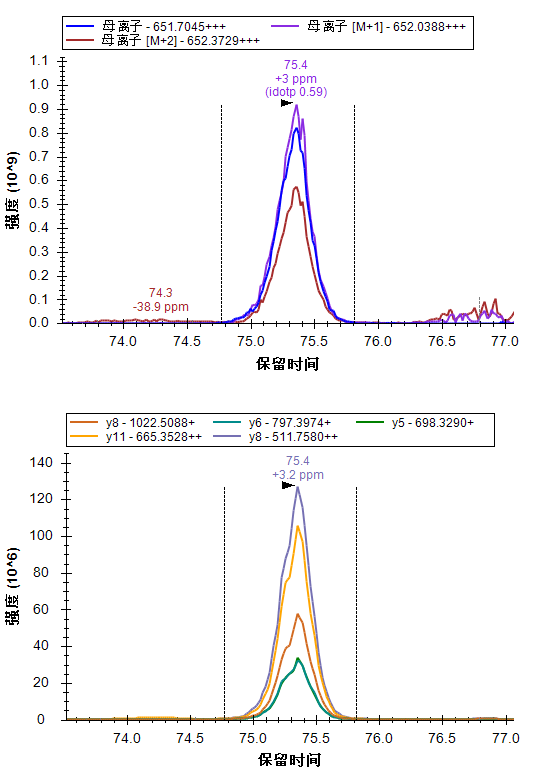 母离子 - 651.7045+++ 母离子 [M+1] - 652.0388+++
母离子 [M+2] - 652.3729+++
1.1
1.0
0.9
0.8
0.7
0.6
0.5
0.4
0.3
0.2
0.1
0.0
强度 (10^9)
75.4
+3 ppm
(idotp 0.59)
74.3
-38.9 ppm
74.0 74.5 75.0 75.5 76.0 76.5 77.0
保留时间
y8 - 1022.5088+ y6 - 797.3974+ y5 - 698.3290+
y11 - 665.3528++ y8 - 511.7580++
140
120
100
80
60
40
20
0
强度 (10^6)
75.4
+3.2 ppm
74.0 74.5 75.0 75.5 76.0 76.5 77.0
保留时间